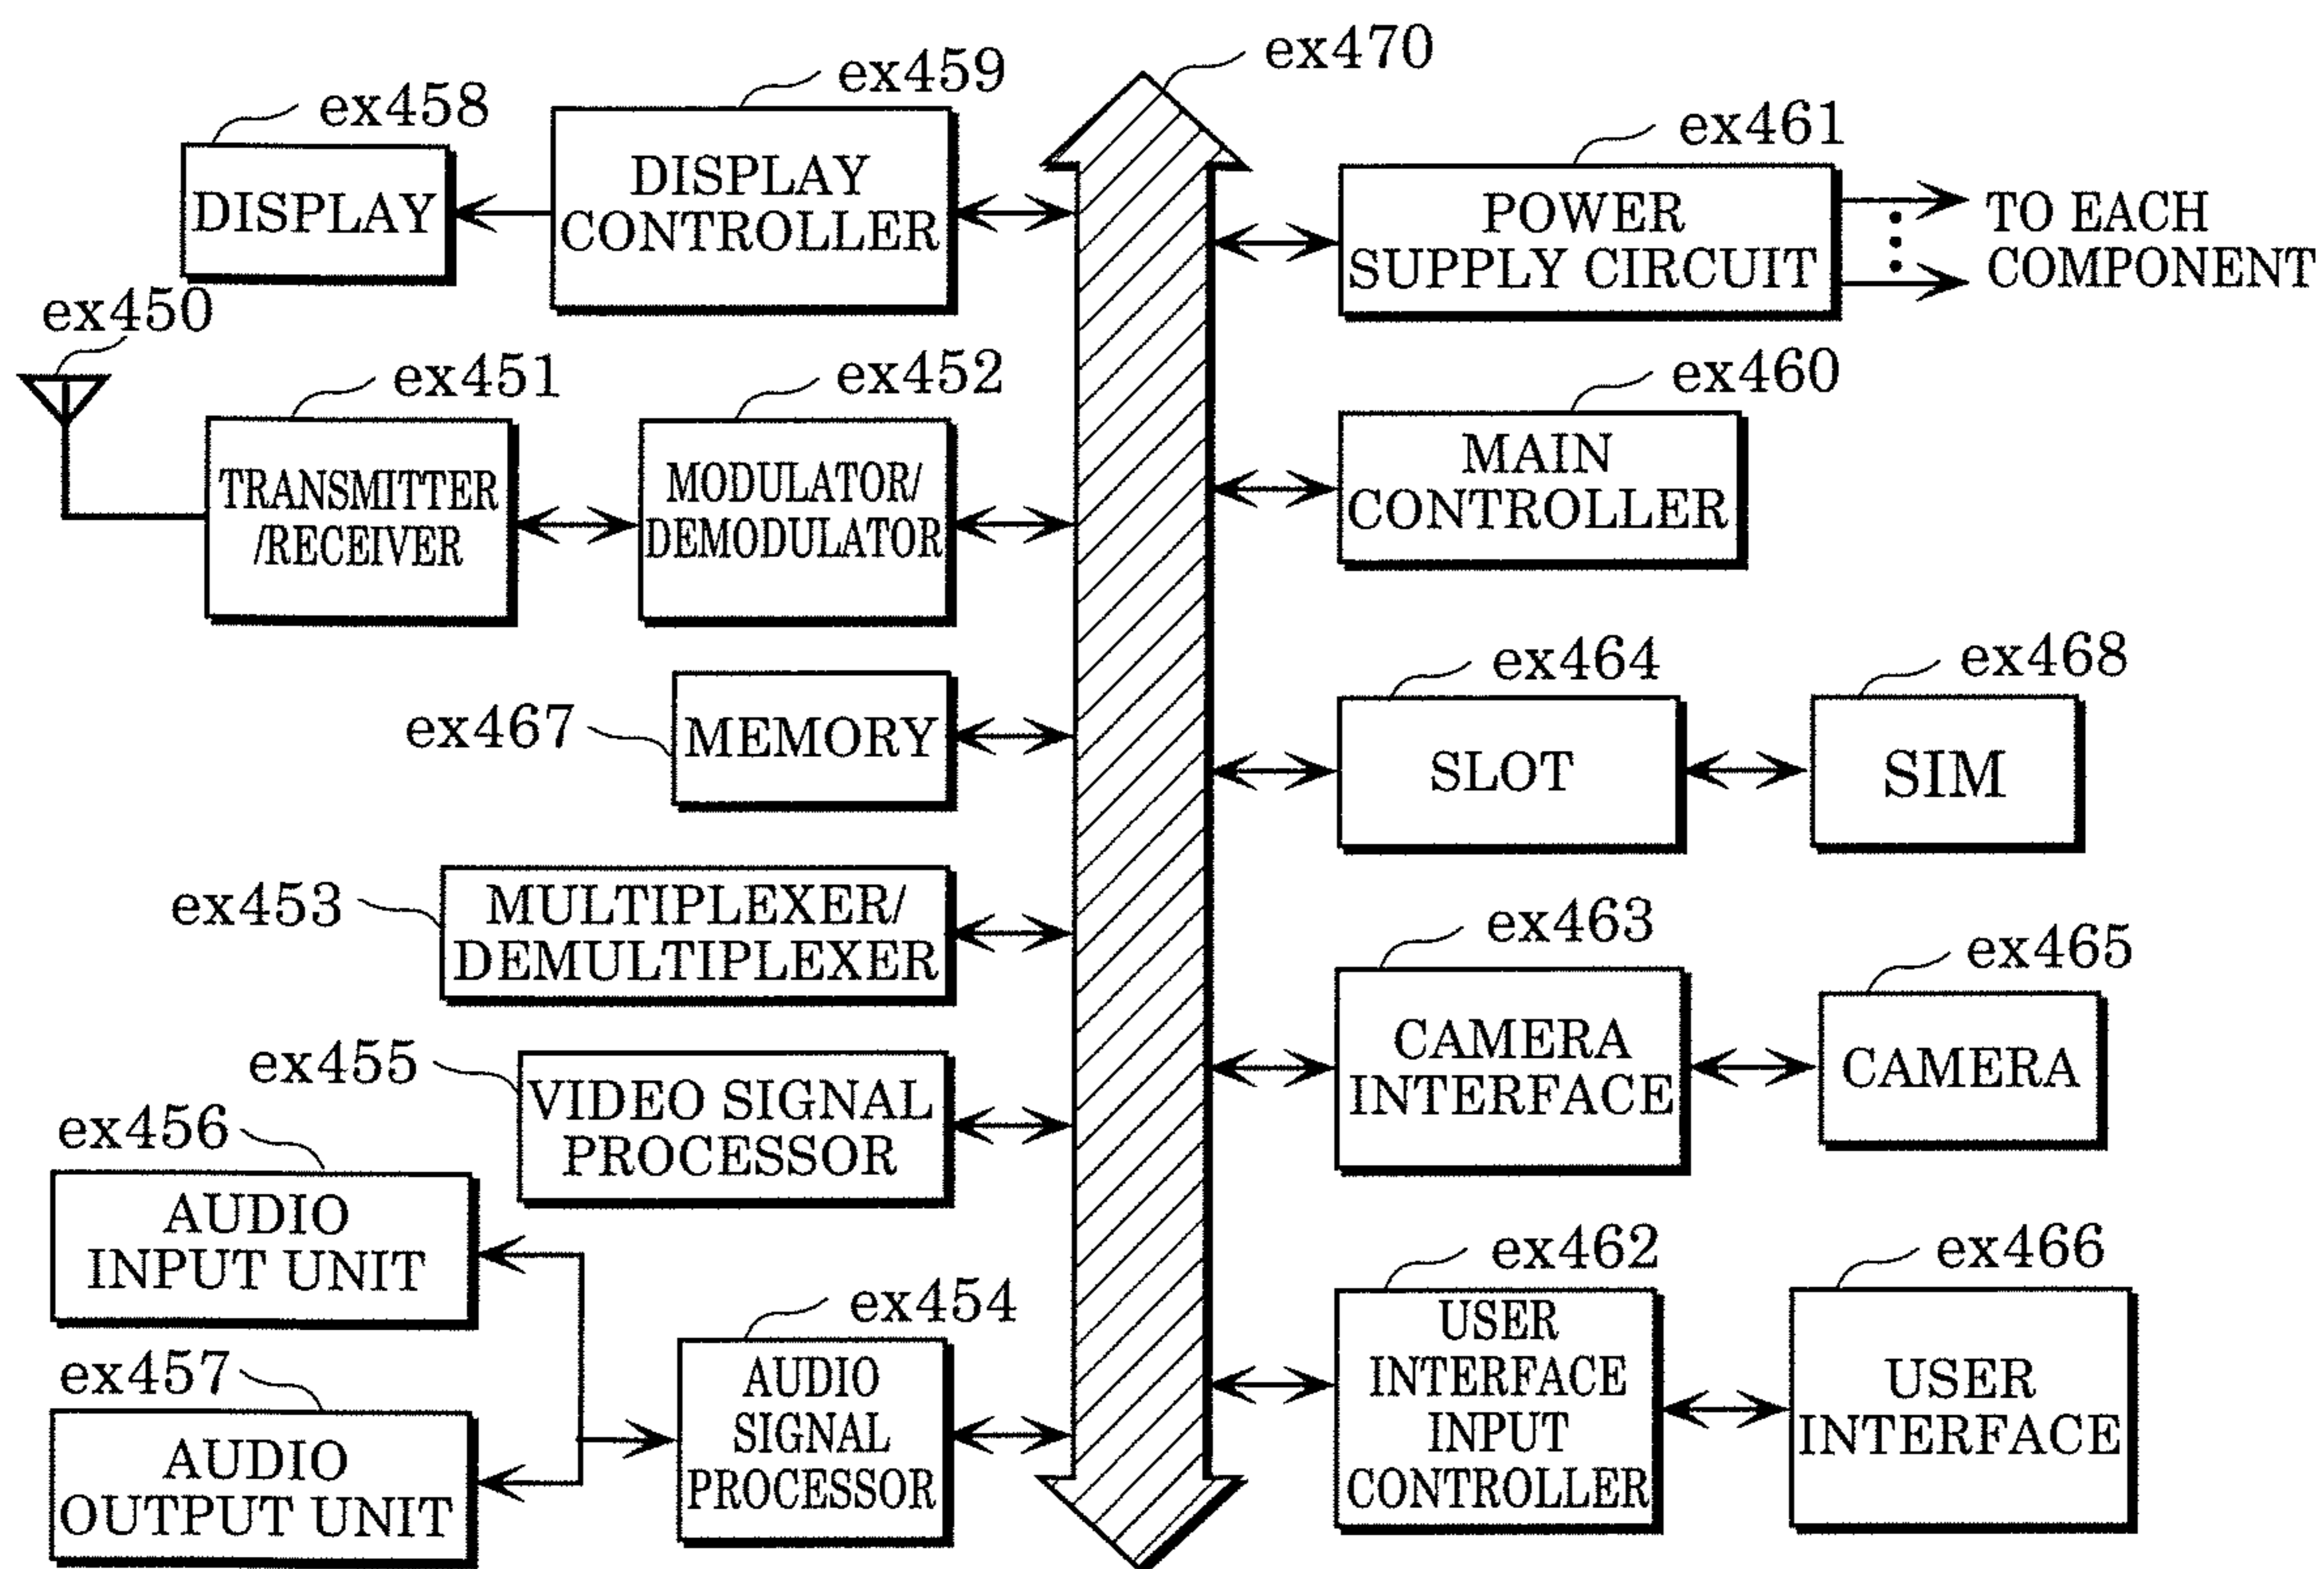 ex470
ex459
ex458
DISPLAY
DISPLAY
CONTROLLER
ex461
POWER
SUPPLY CIRCUIT
TO EACH
COMPONENT
ex450
ex451
TRANSMITTER
/RECEIVER
ex452
MODULATOR/
DEMODULATOR
ex460
MAIN
CONTROLLER
ex467
MEMORY
ex464
SLOT
ex468
SIM
ex453
MULTIPLEXER/
DEMULTIPLEXER
ex463
CAMERA
INTERFACE
ex465
CAMERA
ex455
VIDEO SIGNAL
PROCESSOR
ex456
AUDIO
INPUT UNIT
ex457
AUDIO
OUTPUT UNIT
ex454
AUDIO
SIGNAL
PROCESSOR
ex462
USER
INTERFACE
INPUT
CONTROLLER
ex466
USER
INTERFACE